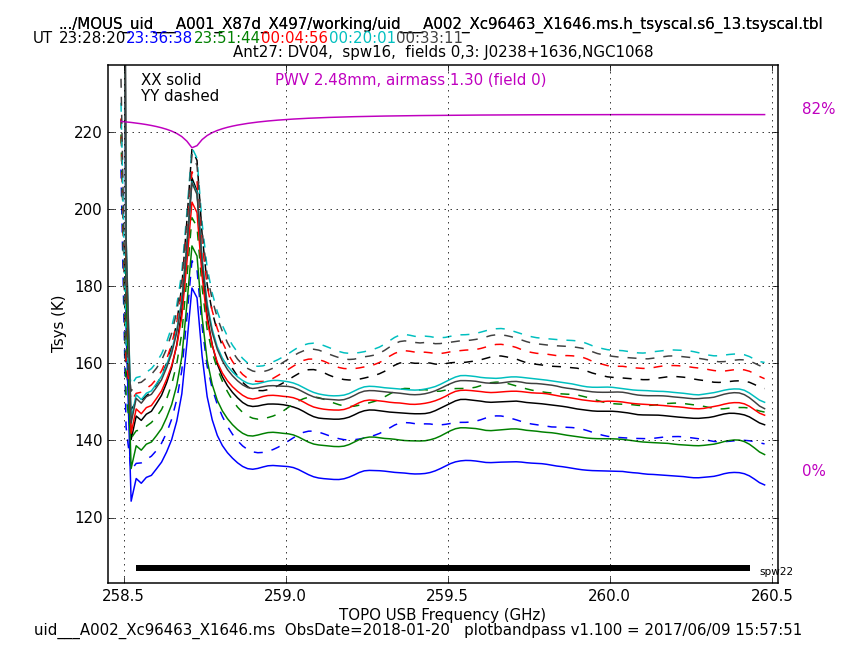 .../MOUS_uid___A001_X87d_X497/working/uid___A002_Xc96463_X1646.ms.h_tsyscal.s6_13.tsyscal.tbl
UT 23:28:20 23:36:38 23:51:44 00:04:56 00:20:01 00:33:11
Ant27: DV04, spw16, fields 0,3: J0238+1636,NGC1068
XX solid
PWV 2.48mm, airmass 1.30 (field 0)
YY dashed
82%
220
200
180
160
140
120
Tsys (K)
0%
spw22
258.5 259.0 259.5 260.0 260.5
TOPO USB Frequency (GHz)
uid___A002_Xc96463_X1646.ms ObsDate=2018-01-20 plotbandpass v1.100 = 2017/06/09 15:57:51